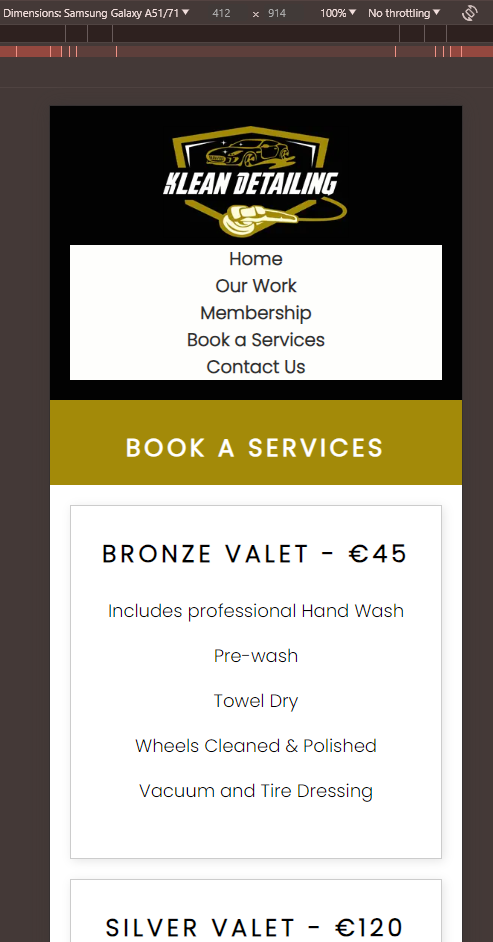 Dimensions: Samsung Galaxy A51/71 ▼ 412 × 914 100% ▼ No throttling ▼
KLEAN DETAILING
Home
Our Work
Membership
Book a Services
Contact Us
BOOK A SERVICES
BRONZE VALET - €45
Includes professional Hand Wash
Pre-wash
Towel Dry
Wheels Cleaned & Polished
Vacuum and Tire Dressing
SILVER VALET - €120